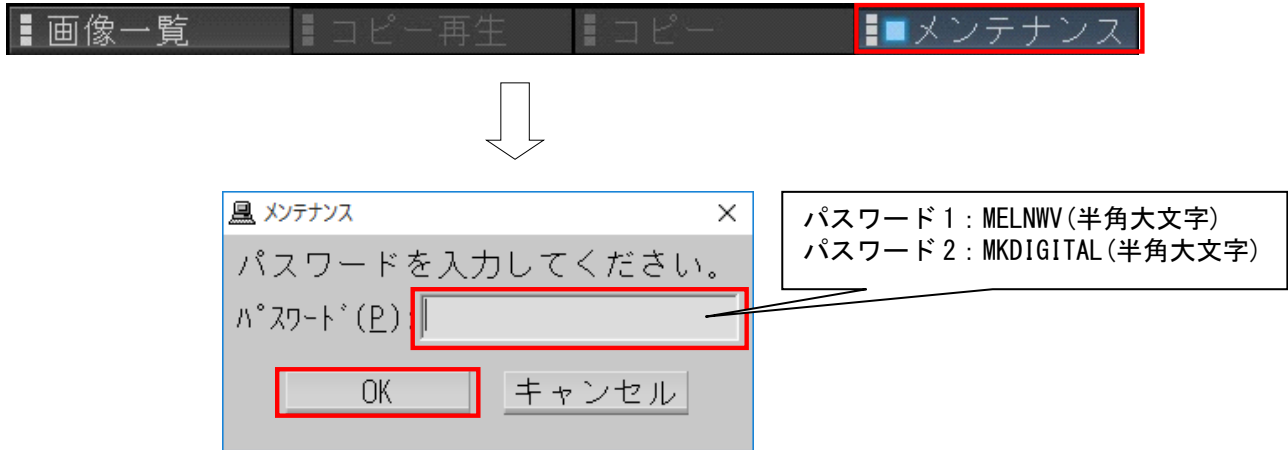 画像一覧 コピー再生 コピー メンテナンス
メンテナンス
パスワードを入力してください。
ﾊﾟｽﾜｰﾄﾞ(P):
OK キャンセル
パスワード1:MELNWV(半角大文字)
パスワード2:MKDIGITAL(半角大文字)